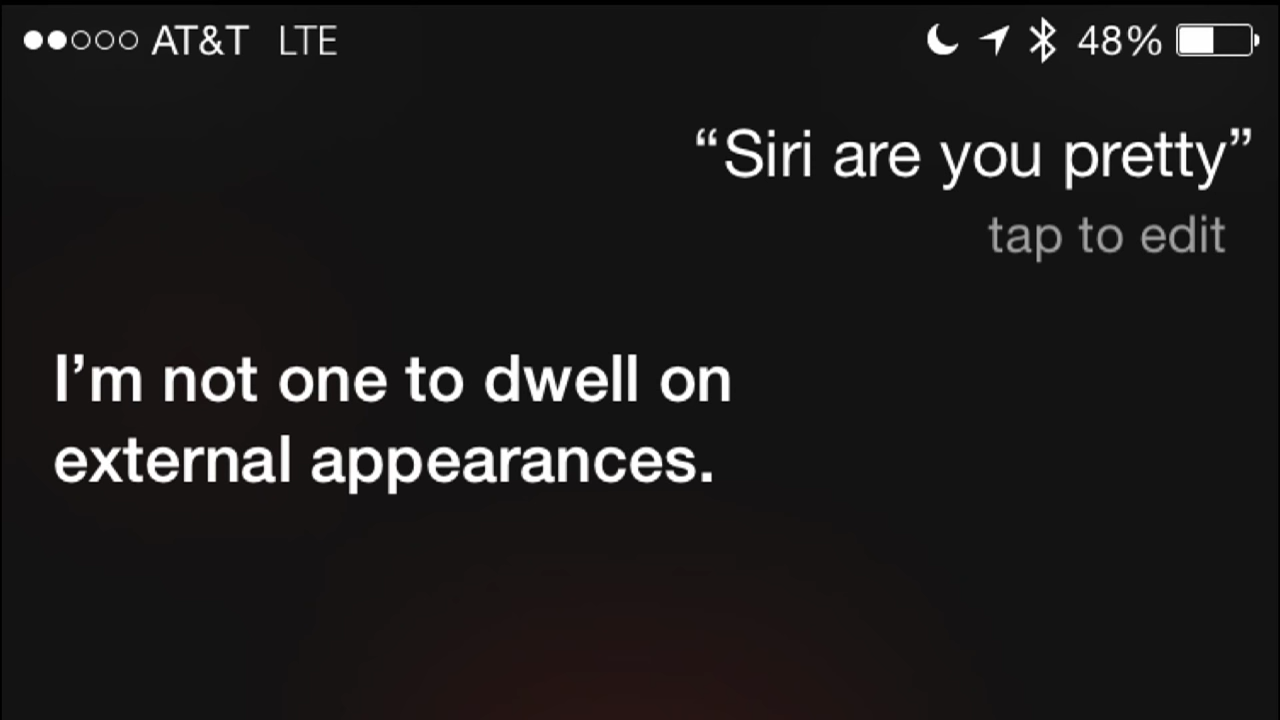 AT&T LTE 48%
“Siri are you pretty”
tap to edit
I’m not one to dwell on
external appearances.